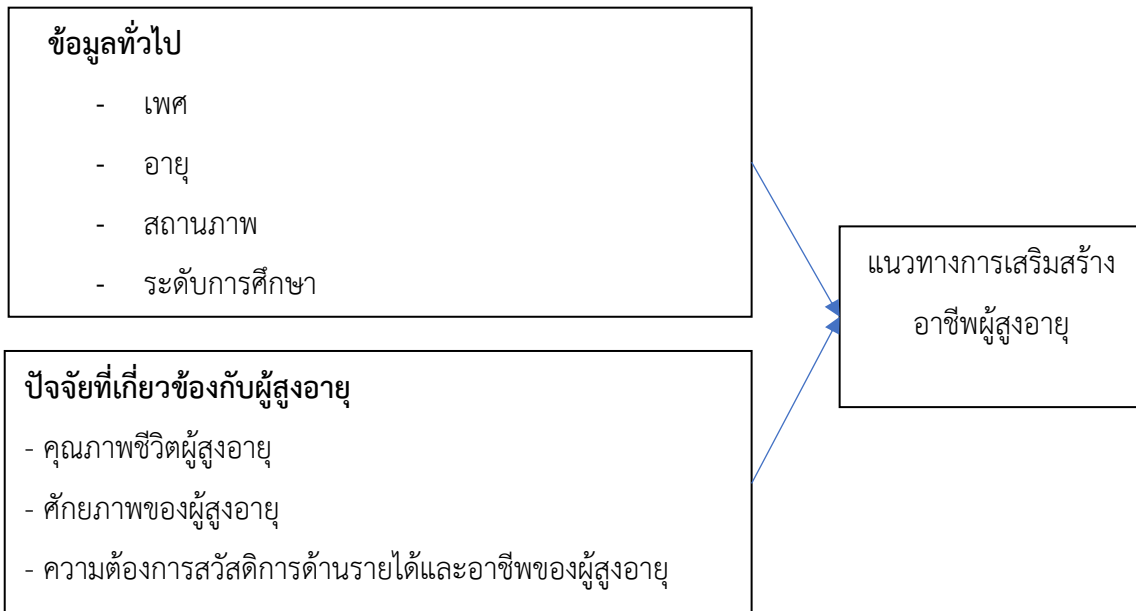 ข้อมูลทั่วไป
- เพศ
- อายุ
- สถานภาพ
- ระดับการศึกษา
แนวทางการเสริมสร้าง
อาชีพผู้สูงอายุ
ปัจจัยที่เกี่ยวข้องกับผู้สูงอายุ
- คุณภาพชีวิตผู้สูงอายุ
- ศักยภาพของผู้สูงอายุ
- ความต้องการสวัสดิการด้านรายได้และอาชีพของผู้สูงอายุ